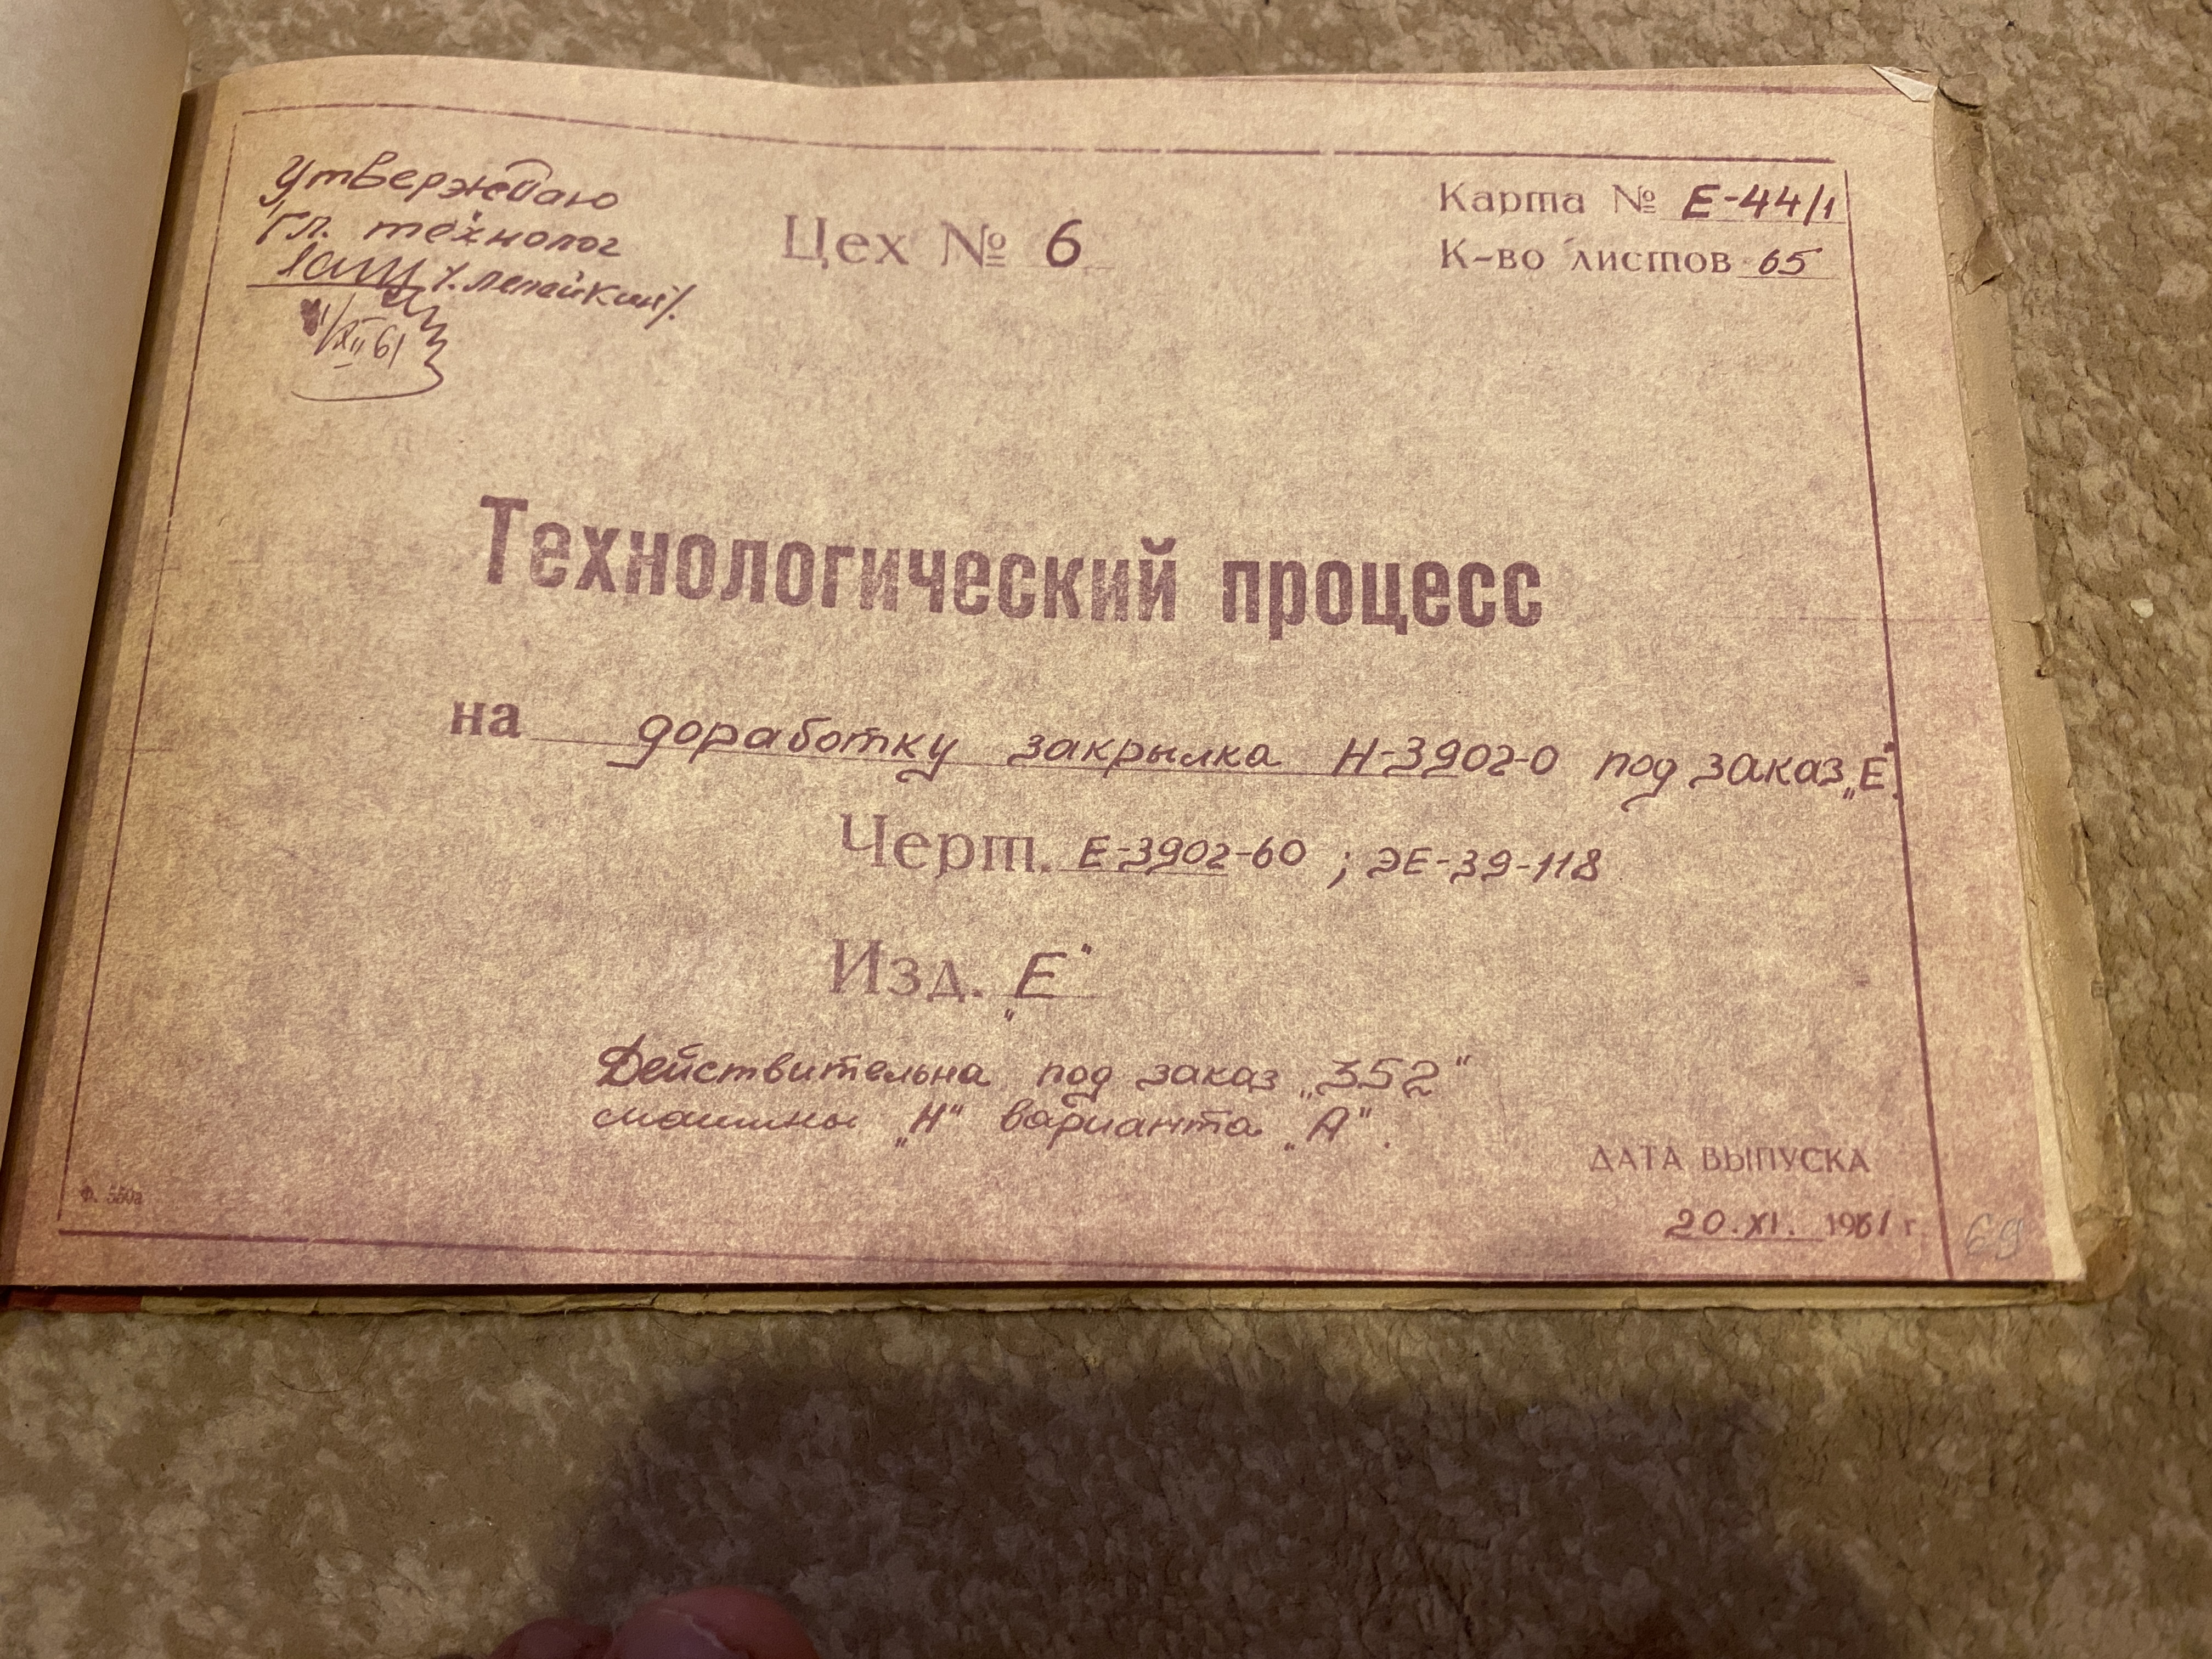 Утверждаю
Гл. технолог
/Лепейкин/.
XII 61
Цех № 6
Карта № Е-44/1
К-во листов 65
Технологический процесс
на доработку закрылка Н-3902-0 под заказ „Е".
Черт. Е-3902-60 ; ЭЕ-39-118
Изд. „Е"
Действительна под заказ „352"
машины „Н" варианта „А".
ДАТА ВЫПУСКА
20.XI. 1961 г.
Ф. 550а
69